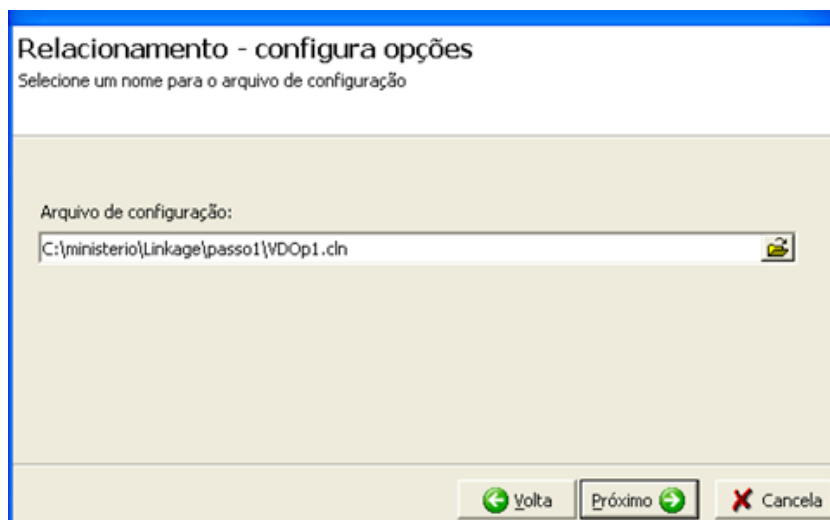 Relacionamento - configura opções
Selecione um nome para o arquivo de configuração
Arquivo de configuração:
C:\ministerio\Linkage\passo1\VDOp1.cln
Volta
Próximo
Cancela